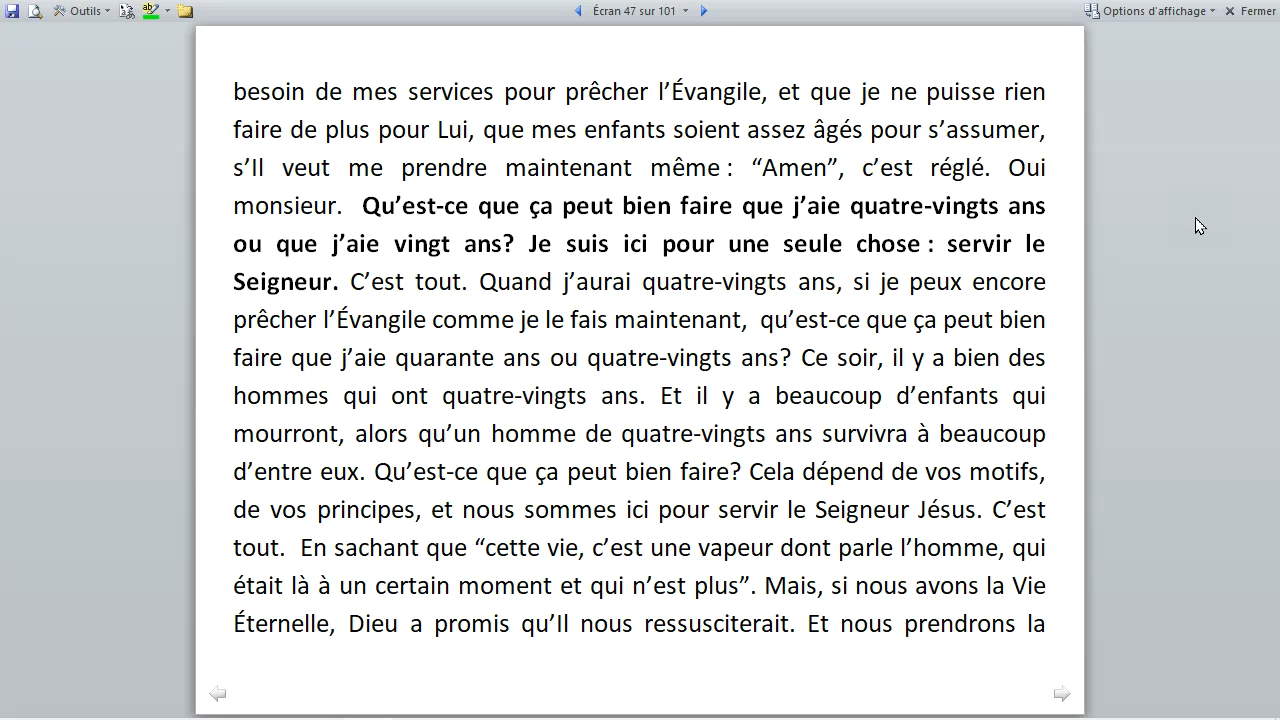 Outils
Écran 47 sur 101
Options d'affichage
Fermer
besoin de mes services pour prêcher l’Évangile, et que je ne puisse rien
faire de plus pour Lui, que mes enfants soient assez âgés pour s’assumer,
s’Il veut me prendre maintenant même : “Amen”, c’est réglé. Oui
monsieur. Qu’est-ce que ça peut bien faire que j’aie quatre-vingts ans
ou que j’aie vingt ans? Je suis ici pour une seule chose : servir le
Seigneur. C’est tout. Quand j’aurai quatre-vingts ans, si je peux encore
prêcher l’Évangile comme je le fais maintenant, qu’est-ce que ça peut bien
faire que j’aie quarante ans ou quatre-vingts ans? Ce soir, il y a bien des
hommes qui ont quatre-vingts ans. Et il y a beaucoup d’enfants qui
mourront, alors qu’un homme de quatre-vingts ans survivra à beaucoup
d’entre eux. Qu’est-ce que ça peut bien faire? Cela dépend de vos motifs,
de vos principes, et nous sommes ici pour servir le Seigneur Jésus. C’est
tout. En sachant que “cette vie, c’est une vapeur dont parle l’homme, qui
était là à un certain moment et qui n’est plus”. Mais, si nous avons la Vie
Éternelle, Dieu a promis qu’Il nous ressusciterait. Et nous prendrons la